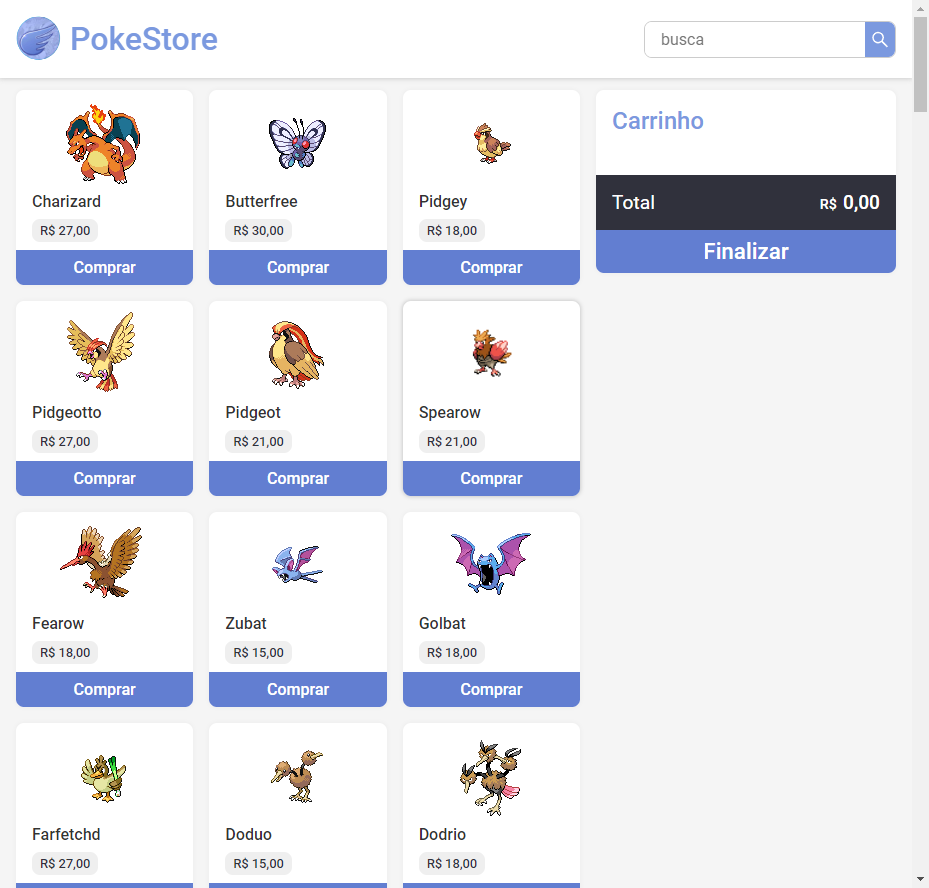 PokeStore
busca
Charizard
R$ 27,00
Comprar
Butterfree
R$ 30,00
Comprar
Pidgey
R$ 18,00
Comprar
Carrinho
Total
R$ 0,00
Finalizar
Pidgeotto
R$ 27,00
Comprar
Pidgeot
R$ 21,00
Comprar
Spearow
R$ 21,00
Comprar
Fearow
R$ 18,00
Comprar
Zubat
R$ 15,00
Comprar
Golbat
R$ 18,00
Comprar
Farfetchd
R$ 27,00
Doduo
R$ 15,00
Dodrio
R$ 18,00